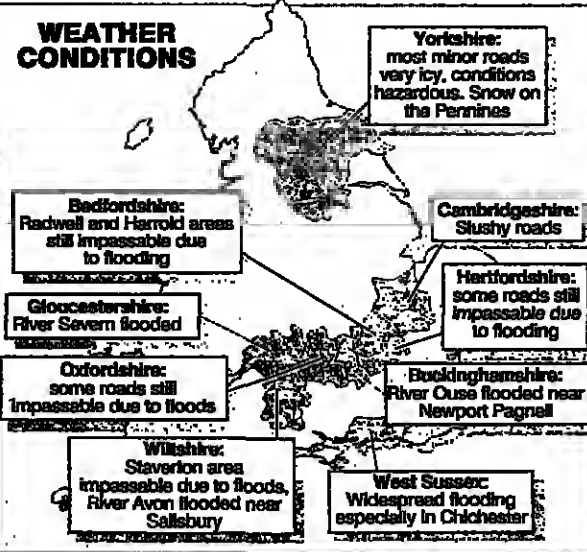 WEATHER
CONDITIONS
Yorkshire:
most minor roads
very icy, conditions
hazardous. Snow on
the Pennines
Bedfordshire:
Radwell and Harrold areas
still impassable due
to flooding
Cambridgeshire:
Slushy roads
Hertfordshire:
some roads still
impassable due
to flooding
Gloucestershire:
River Severn flooded
Oxfordshire:
some roads still
impassable due to floods
Buckinghamshire:
River Ouse flooded near
Newport Pagnell
Wiltshire:
Staverton area
impassable due to floods,
River Avon flooded near
Salisbury
West Sussex:
Widespread flooding
especially in Chichester